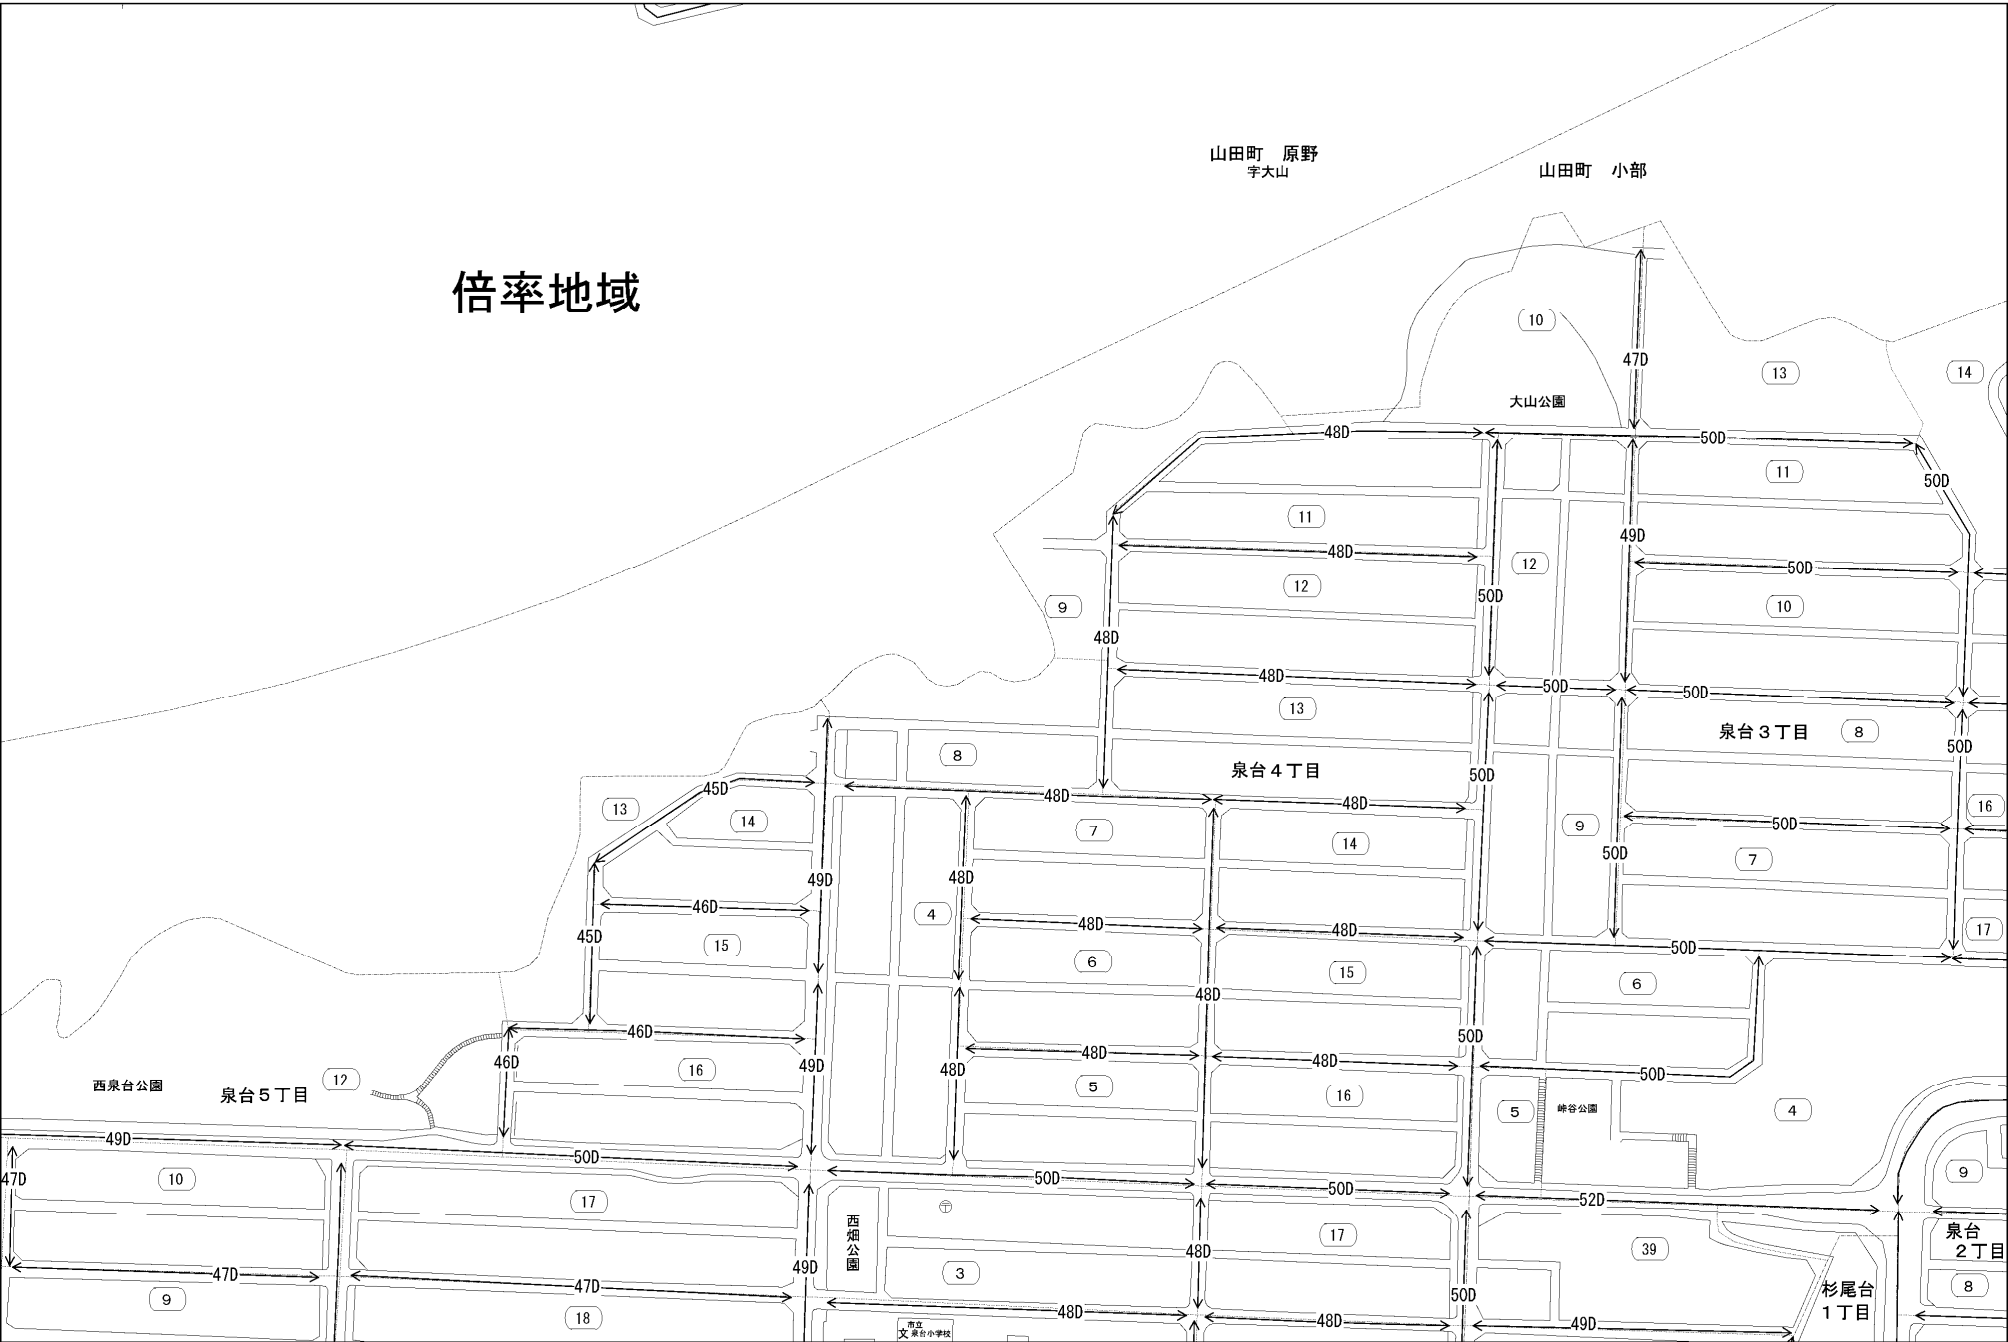 山田町 原野
字大山
山田町 小部
倍率地域
10
47D
13
14
大山公園
48D
50D
11
50D
11
49D
48D
12
50D
12
50D
10
9
48D
48D
50D
50D
13
泉台3丁目
8
50D
8
泉台4丁目
50D
45D
48D
48D
13
14
7
14
9
50D
16
50D
7
49D
48D
46D
4
48D
48D
17
45D
15
50D
6
15
6
48D
46D
50D
46D
49D
48D
48D
48D
50D
16
5
16
5
峠谷公園
4
西泉台公園
泉台5丁目
12
49D
50D
50D
50D
52D
9
47D
10
17
西畑公園
〒
17
39
泉台
2丁目
48D
49D
47D
47D
3
8
9
18
48D
48D
50D
49D
杉尾台
1丁目
市立
文 泉台小学校